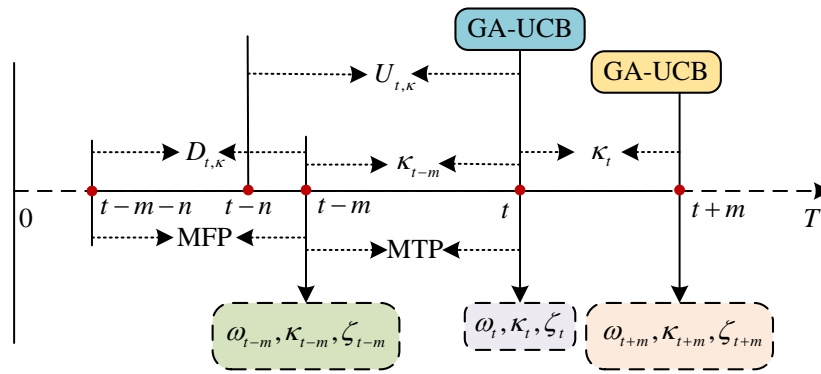 GA-UCB
GA-UCB
U_{t,κ}
D_{t,κ}
κ_{t−m}
κ_t
0
t−m−n
t−n
t−m
t
t+m
T
MFP
MTP
ω_{t−m}, κ_{t−m}, ζ_{t−m}
ω_t, κ_t, ζ_t
ω_{t+m}, κ_{t+m}, ζ_{t+m}